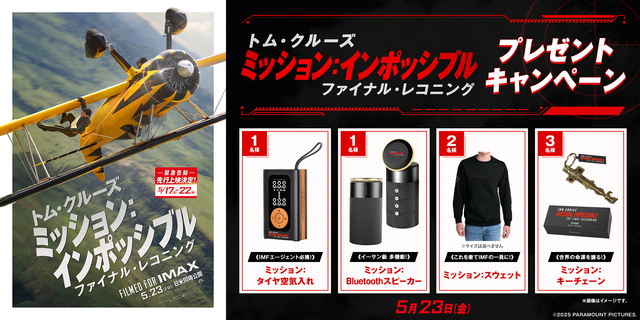 緊急告知
先行上映決定!
5/17(土)-22(木)
トム・クルーズ
ミッション:
インポッシブル
ファイナル・レコニング
FILMED FOR IMAX
5.23(FRI) 日米同時公開
トム・クルーズ
ミッション:インポッシブル
ファイナル・レコニング
プレゼント
キャンペーン
1
名様
《IMFエージェント必携!》
ミッション:
タイヤ空気入れ
1
名様
《イーサン級 多機能!》
ミッション:
Bluetoothスピーカー
2
名様
※サイズは選べません
《これを着てIMFの一員に!》
ミッション:スウェット
3
名様
TOM CRUISE
MISSION: IMPOSSIBLE
THE FINAL RECKONING
《世界の命運を握る!》
ミッション:
キーチェーン
※画像はイメージです。
5月23日(金)
©2025 PARAMOUNT PICTURES.